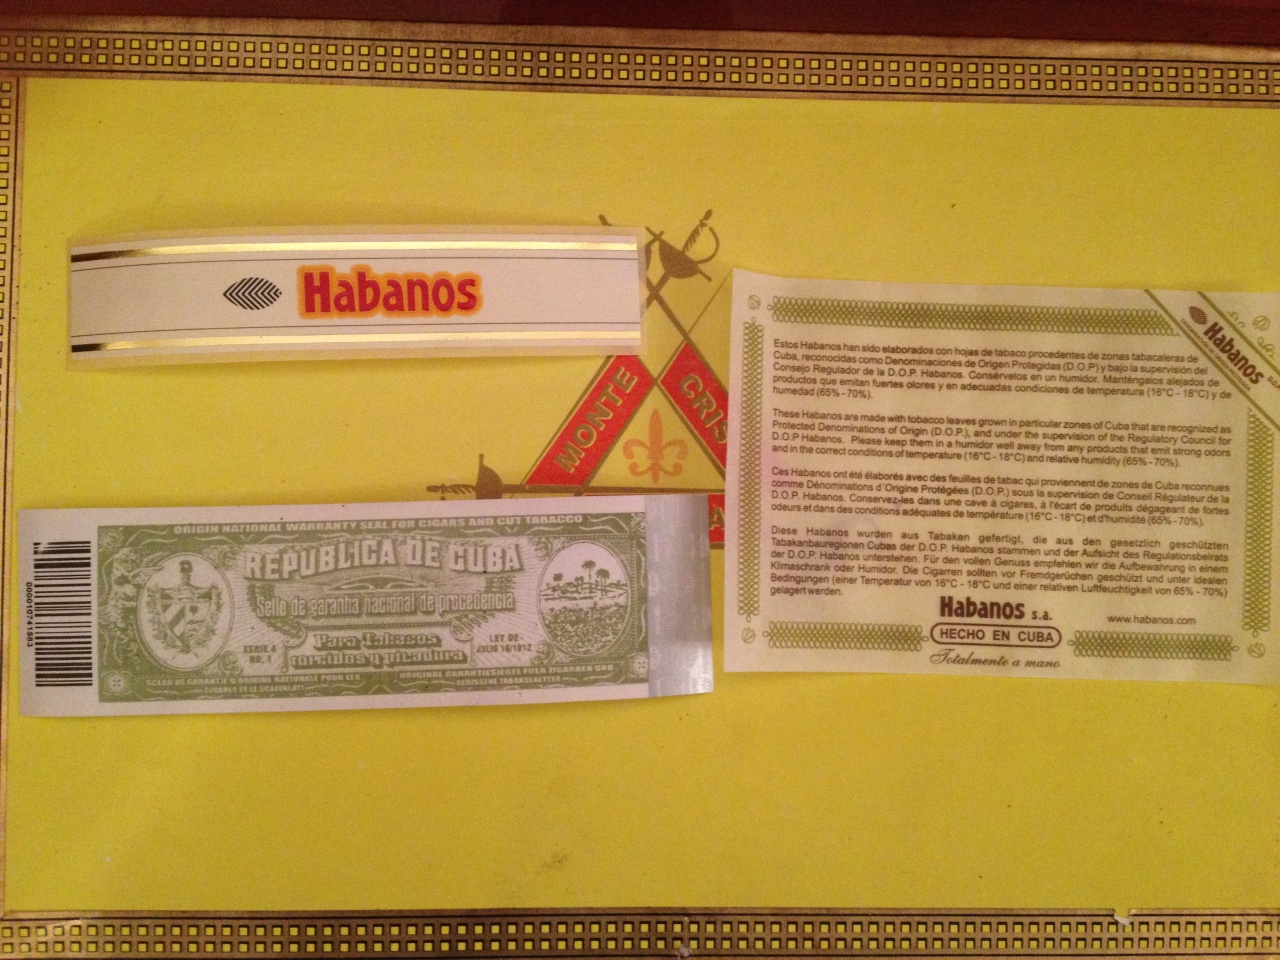 Habanos
MONTE
CRIS
A
ORIGIN NATIONAL WARRANTY SEAL FOR CIGARS AND CUT TABACCO
REPUBLICA DE CUBA
Sello de garantia nacional de procedencia
Para Tabacos
torcidos y picadura
SERIE A
NO. 1
LEY DE-
JULIO 16/1912
000010741583
Habanos
Estos Habanos han sido elaborados con hojas de tabaco procedentes de zonas tabacaleras de
Cuba, reconocidas como Denominaciones de Origen Protegidas (D.O.P) y bajo la supervisión del
Consejo Regulador de la D.O.P. Habanos. Consérvelos en un humidor. Manténgalos alejados de
productos que emitan fuertes olores y en adecuadas condiciones de temperatura (16°C - 18°C) y de
humedad (65% - 70%).
These Habanos are made with tobacco leaves grown in particular zones of Cuba that are recognized as
Protected Denominations of Origin (D.O.P.), and under the supervision of the Regulatory Council for
D.O.P Habanos. Please keep them in a humidor well away from any products that emit strong odors
and in the correct conditions of temperature (16°C - 18°C) and relative humidity (65% - 70%).
Ces Habanos ont été élaborés avec des feuilles de tabac qui proviennent de zones de Cuba reconnues
comme Dénominations d´Origine Protégées (D.O.P.) sous la supervision de Conseil Régulateur de la
D.O.P. Habanos. Conservez-les dans une cave à cigares, à l'écart de produits dégageant de fortes
odeurs et dans des conditions adéquates de température (16°C - 18°C) et d'humidité (65% - 70%).
Diese Habanos wurden aus Tabaken gefertigt, die aus den gesetzlich geschützten
Tabakanbauregionen Cubas der D.O.P. Habanos stammen und der Aufsicht des Regulationsbeirats
der D.O.P. Habanos unterstehen. Für den vollen Genuss empfehlen wir die Aufbewahrung in einem
Klimaschrank oder Humidor. Die Cigarren sollten vor Fremdgerüchen geschützt und unter idealen
Bedingungen (einer Temperatur von 16°C - 18°C und einer relativen Luftfeuchtigkeit von 65% - 70%)
gelagert werden.
Habanos s.a.
www.habanos.com
HECHO EN CUBA
Totalmente a mano